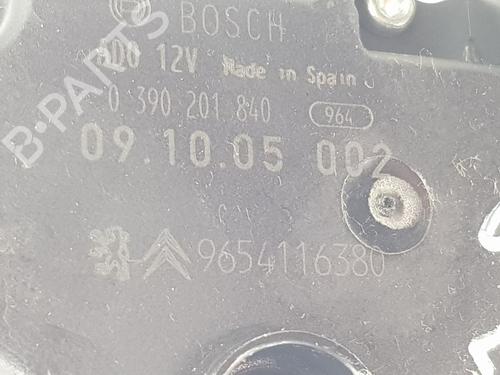 BOSCH
12V Made in Spain
0 390 201 840 964
09.10.05 002
9654116380
B-PARTS